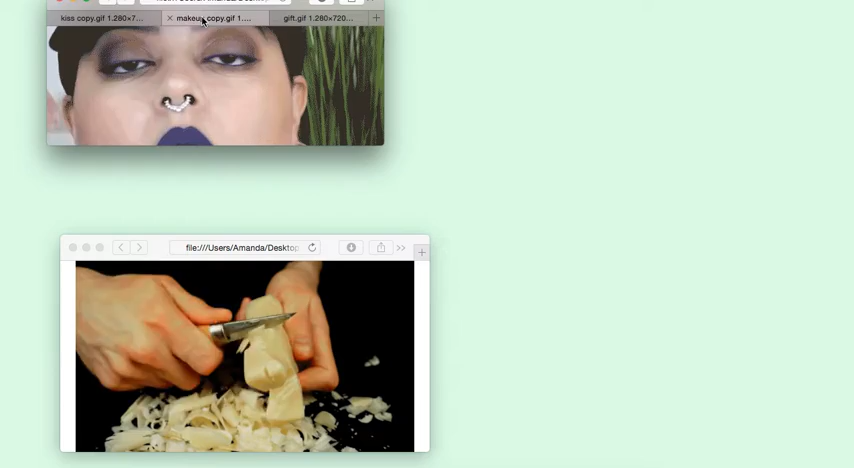 kiss copy.gif 1.280×7...
makeup copy.gif 1....
gift.gif 1.280×720...
file:///Users/Amanda/Desktop